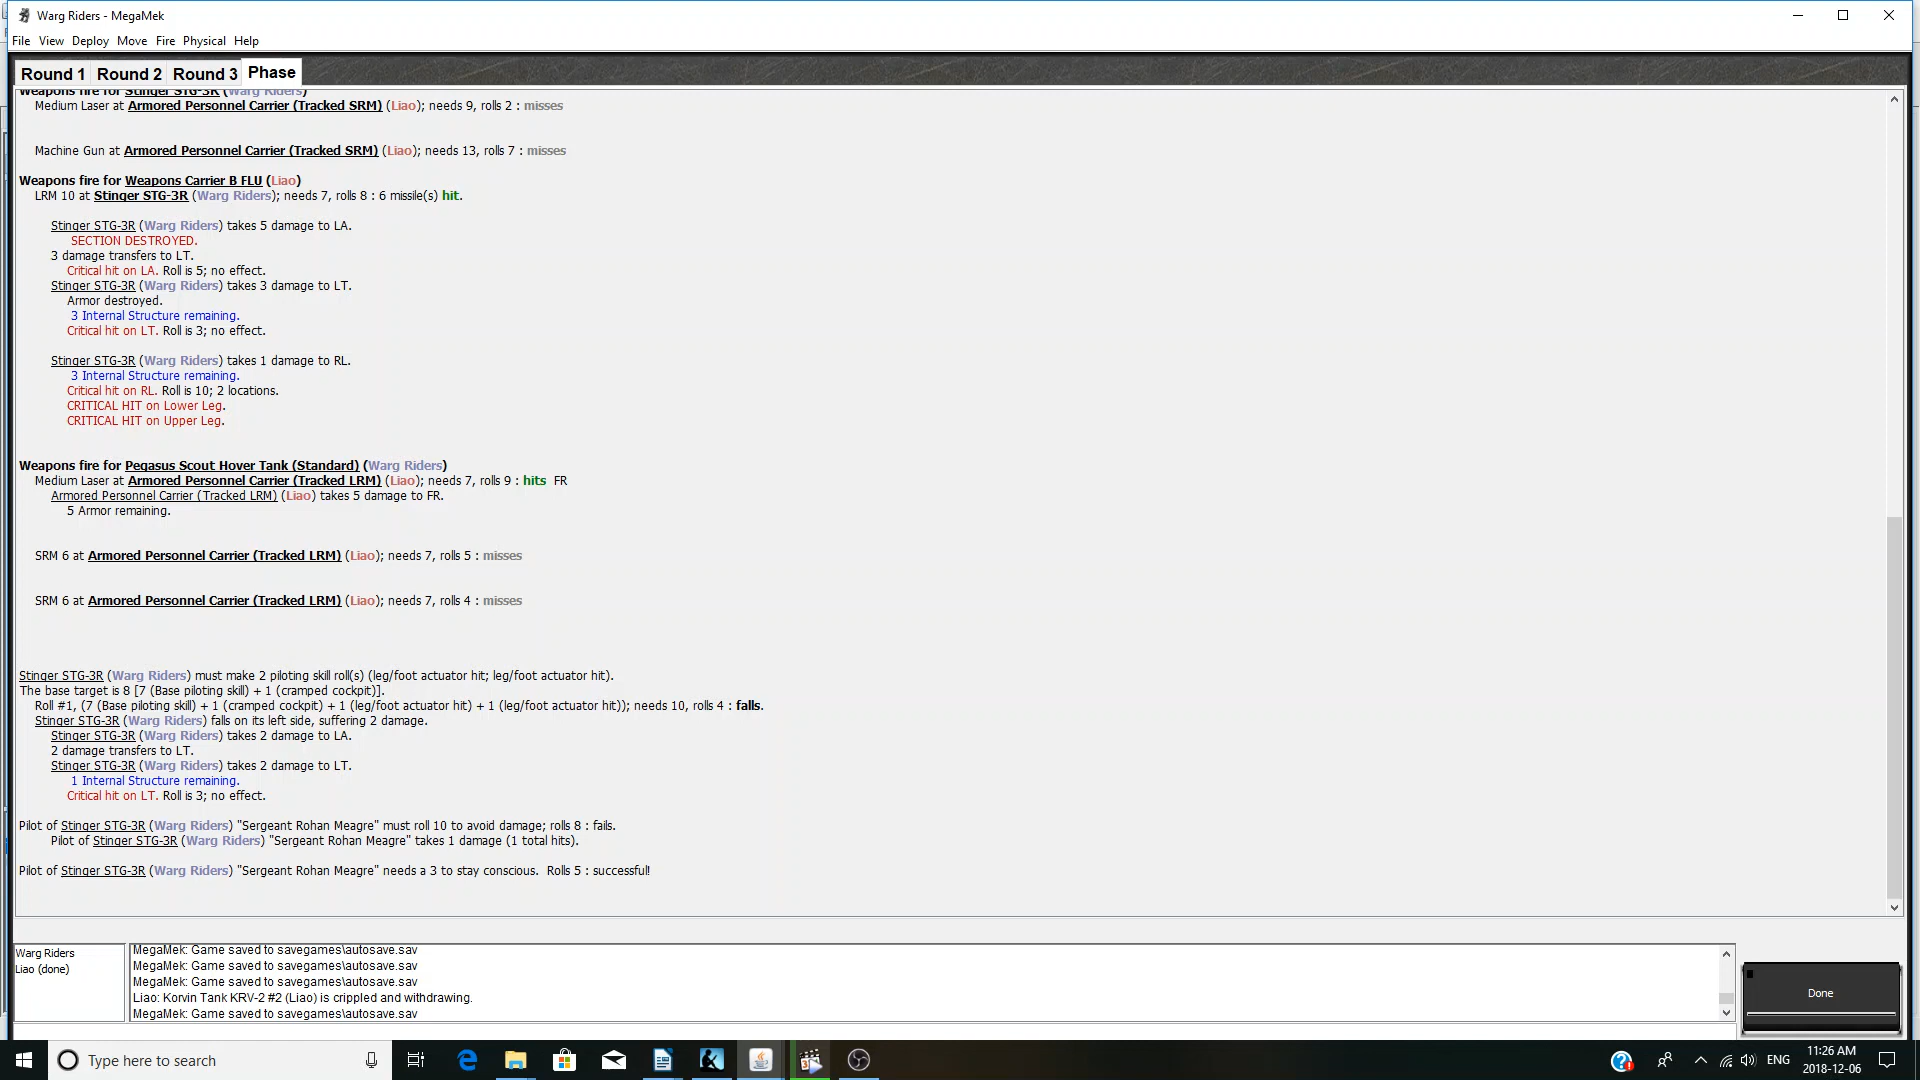 Warg Riders - MegaMek
File View Deploy Move Fire Physical Help
Round 1 Round 2 Round 3 Phase
Weapons fire for Stinger STG-3R (Warg Riders)
Medium Laser at Armored Personnel Carrier (Tracked SRM) (Liao); needs 9, rolls 2 : misses
Machine Gun at Armored Personnel Carrier (Tracked SRM) (Liao); needs 13, rolls 7 : misses
Weapons fire for Weapons Carrier B FLU (Liao)
LRM 10 at Stinger STG-3R (Warg Riders); needs 7, rolls 8 : 6 missile(s) hit.
Stinger STG-3R (Warg Riders) takes 5 damage to LA.
SECTION DESTROYED.
3 damage transfers to LT.
Critical hit on LA. Roll is 5; no effect.
Stinger STG-3R (Warg Riders) takes 3 damage to LT.
Armor destroyed.
3 Internal Structure remaining.
Critical hit on LT. Roll is 3; no effect.
Stinger STG-3R (Warg Riders) takes 1 damage to RL.
3 Internal Structure remaining.
Critical hit on RL. Roll is 10; 2 locations.
CRITICAL HIT on Lower Leg.
CRITICAL HIT on Upper Leg.
Weapons fire for Pegasus Scout Hover Tank (Standard) (Warg Riders)
Medium Laser at Armored Personnel Carrier (Tracked LRM) (Liao); needs 7, rolls 9 : hits FR
Armored Personnel Carrier (Tracked LRM) (Liao) takes 5 damage to FR.
5 Armor remaining.
SRM 6 at Armored Personnel Carrier (Tracked LRM) (Liao); needs 7, rolls 5 : misses
SRM 6 at Armored Personnel Carrier (Tracked LRM) (Liao); needs 7, rolls 4 : misses
Stinger STG-3R (Warg Riders) must make 2 piloting skill roll(s) (leg/foot actuator hit; leg/foot actuator hit).
The base target is 8 [7 (Base piloting skill) + 1 (cramped cockpit)].
Roll #1, (7 (Base piloting skill) + 1 (cramped cockpit) + 1 (leg/foot actuator hit) + 1 (leg/foot actuator hit)); needs 10, rolls 4 : falls.
Stinger STG-3R (Warg Riders) falls on its left side, suffering 2 damage.
Stinger STG-3R (Warg Riders) takes 2 damage to LA.
2 damage transfers to LT.
Stinger STG-3R (Warg Riders) takes 2 damage to LT.
1 Internal Structure remaining.
Critical hit on LT. Roll is 3; no effect.
Pilot of Stinger STG-3R (Warg Riders) "Sergeant Rohan Meagre" must roll 10 to avoid damage; rolls 8 : fails.
Pilot of Stinger STG-3R (Warg Riders) "Sergeant Rohan Meagre" takes 1 damage (1 total hits).
Pilot of Stinger STG-3R (Warg Riders) "Sergeant Rohan Meagre" needs a 3 to stay conscious. Rolls 5 : successful!
Warg Riders
Liao (done)
MegaMek: Game saved to savegames\autosave.sav
MegaMek: Game saved to savegames\autosave.sav
MegaMek: Game saved to savegames\autosave.sav
Liao: Korvin Tank KRV-2 #2 (Liao) is crippled and withdrawing.
MegaMek: Game saved to savegames\autosave.sav
Done
Type here to search
ENG
11:26 AM
2018-12-06